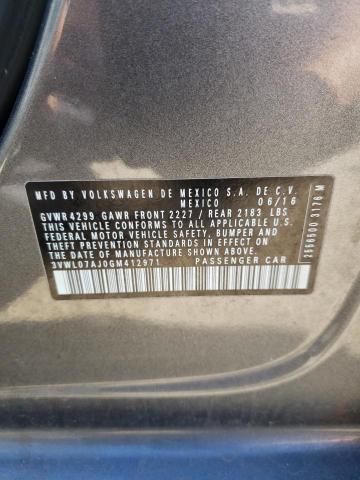 MFD BY VOLKSWAGEN DE MEXICO S.A. DE C.V.
MEXICO 06/16
GVWR 4299 GAWR FRONT 2227 / REAR 2183 LBS
THIS VEHICLE CONFORMS TO ALL APPLICABLE U.S.
FEDERAL MOTOR VEHICLE SAFETY, BUMPER AND
THEFT PREVENTION STANDARDS IN EFFECT ON THE
DATE OF MANUFACTURE SHOWN ABOVE.
3VWL07AJ0GM412971 PASSENGER CAR
2656500 3176 M